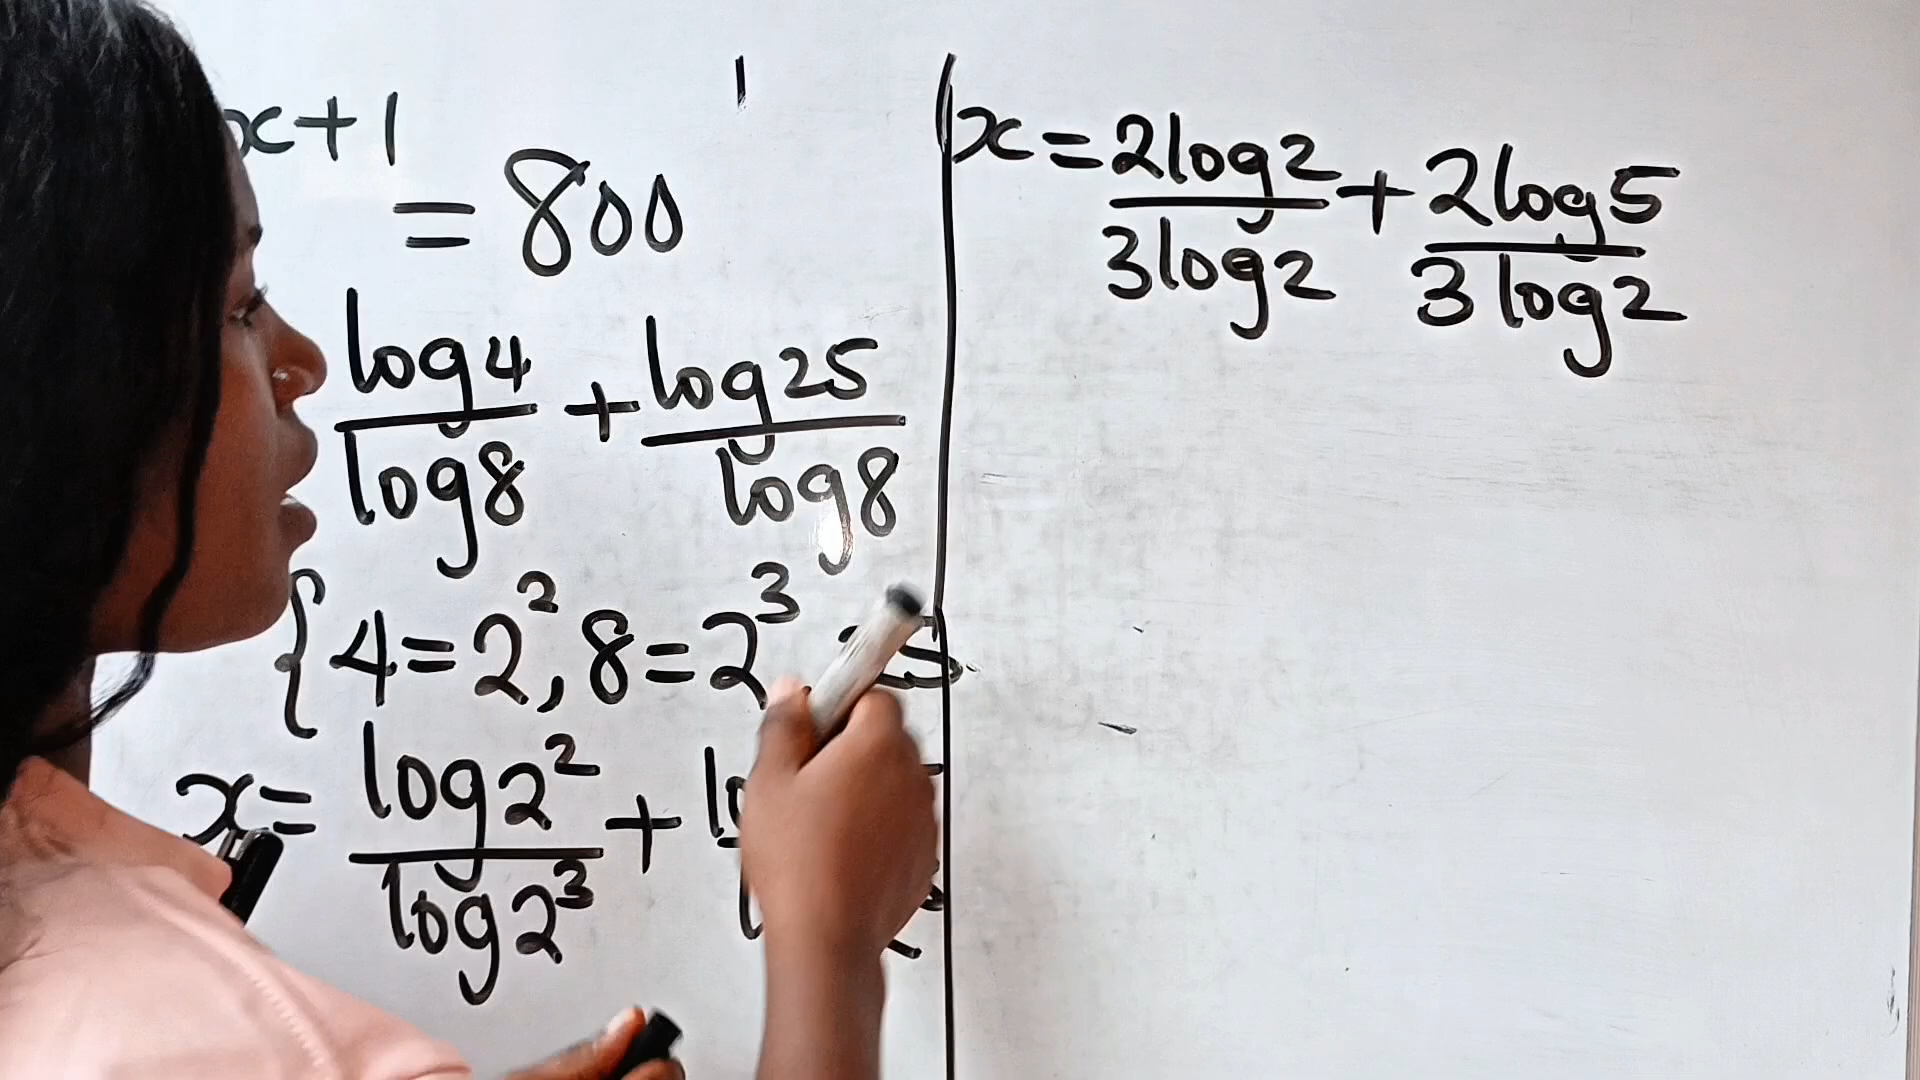 x+1
= 800
log4/log8 + log25/log8
{4=2², 8=2³
x= log2²/log2³ +
x= 2log2/3log2 + 2log5/3log2